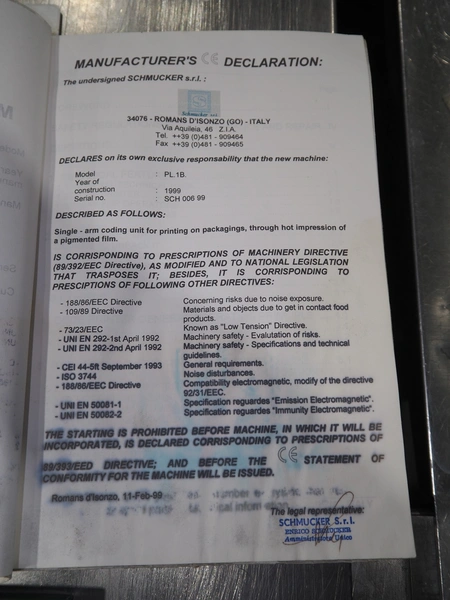 MANUFACTURER'S CE DECLARATION:
The undersigned SCHMUCKER s.r.l. :
S
Schmucker srl
34076 - ROMANS D'ISONZO (GO) - ITALY
Via Aquileia, 46 Z.I.A.
Tel. ++39 (0)481 - 909464
Fax ++39 (0)481 - 909465
DECLARES on its own exclusive responsability that the new machine:
Model : PL.1B.
Year of
construction : 1999
Serial no. : SCH 006 99
DESCRIBED AS FOLLOWS:
Single - arm coding unit for printing on packagings, through hot impression of
a pigmented film.
IS CORRISPONDING TO PRESCRIPTIONS OF MACHINERY DIRECTIVE
(89/392/EEC Directive), AS MODIFIED AND TO NATIONAL LEGISLATION
THAT TRASPOSES IT; BESIDES, IT IS CORRISPONDING TO
PRESCIPTIONS OF FOLLOWING OTHER DIRECTIVES:
- 188/86/EEC Directive Concerning risks due to noise exposure.
- 109/89 Directive Materials and objects due to get in contact food
products.
- 73/23/EEC Known as "Low Tension" Directive.
- UNI EN 292-1st April 1992 Machinery safety - Evalutation of risks.
- UNI EN 292-2nd April 1992 Machinery safety - Specifications and technical
guidelines.
- CEI 44-5ft September 1993 General requirements.
- ISO 3744 Noise disturbances.
- 188/86/EEC Directive Compatibility electromagnetic, modify of the directive
92/31/EEC.
- UNI EN 50081-1 Specification reguardes "Emission Electromagnetic".
- UNI EN 50082-2 Specification reguardes "Immunity Electromagnetic".
THE STARTING IS PROHIBITED BEFORE MACHINE, IN WHICH IT WILL BE
INCORPORATED, IS DECLARED CORRISPONDING TO PRESCRIPTIONS OF
89/393/EED DIRECTIVE; AND BEFORE THE CE STATEMENT OF
CONFORMITY FOR THE MACHINE WILL BE ISSUED.
Romans d'Isonzo, 11-Feb-99
The legal representative:
SCHMUCKER S.r.l.
ENRICO SCHMUCKER
Amministratore Unico